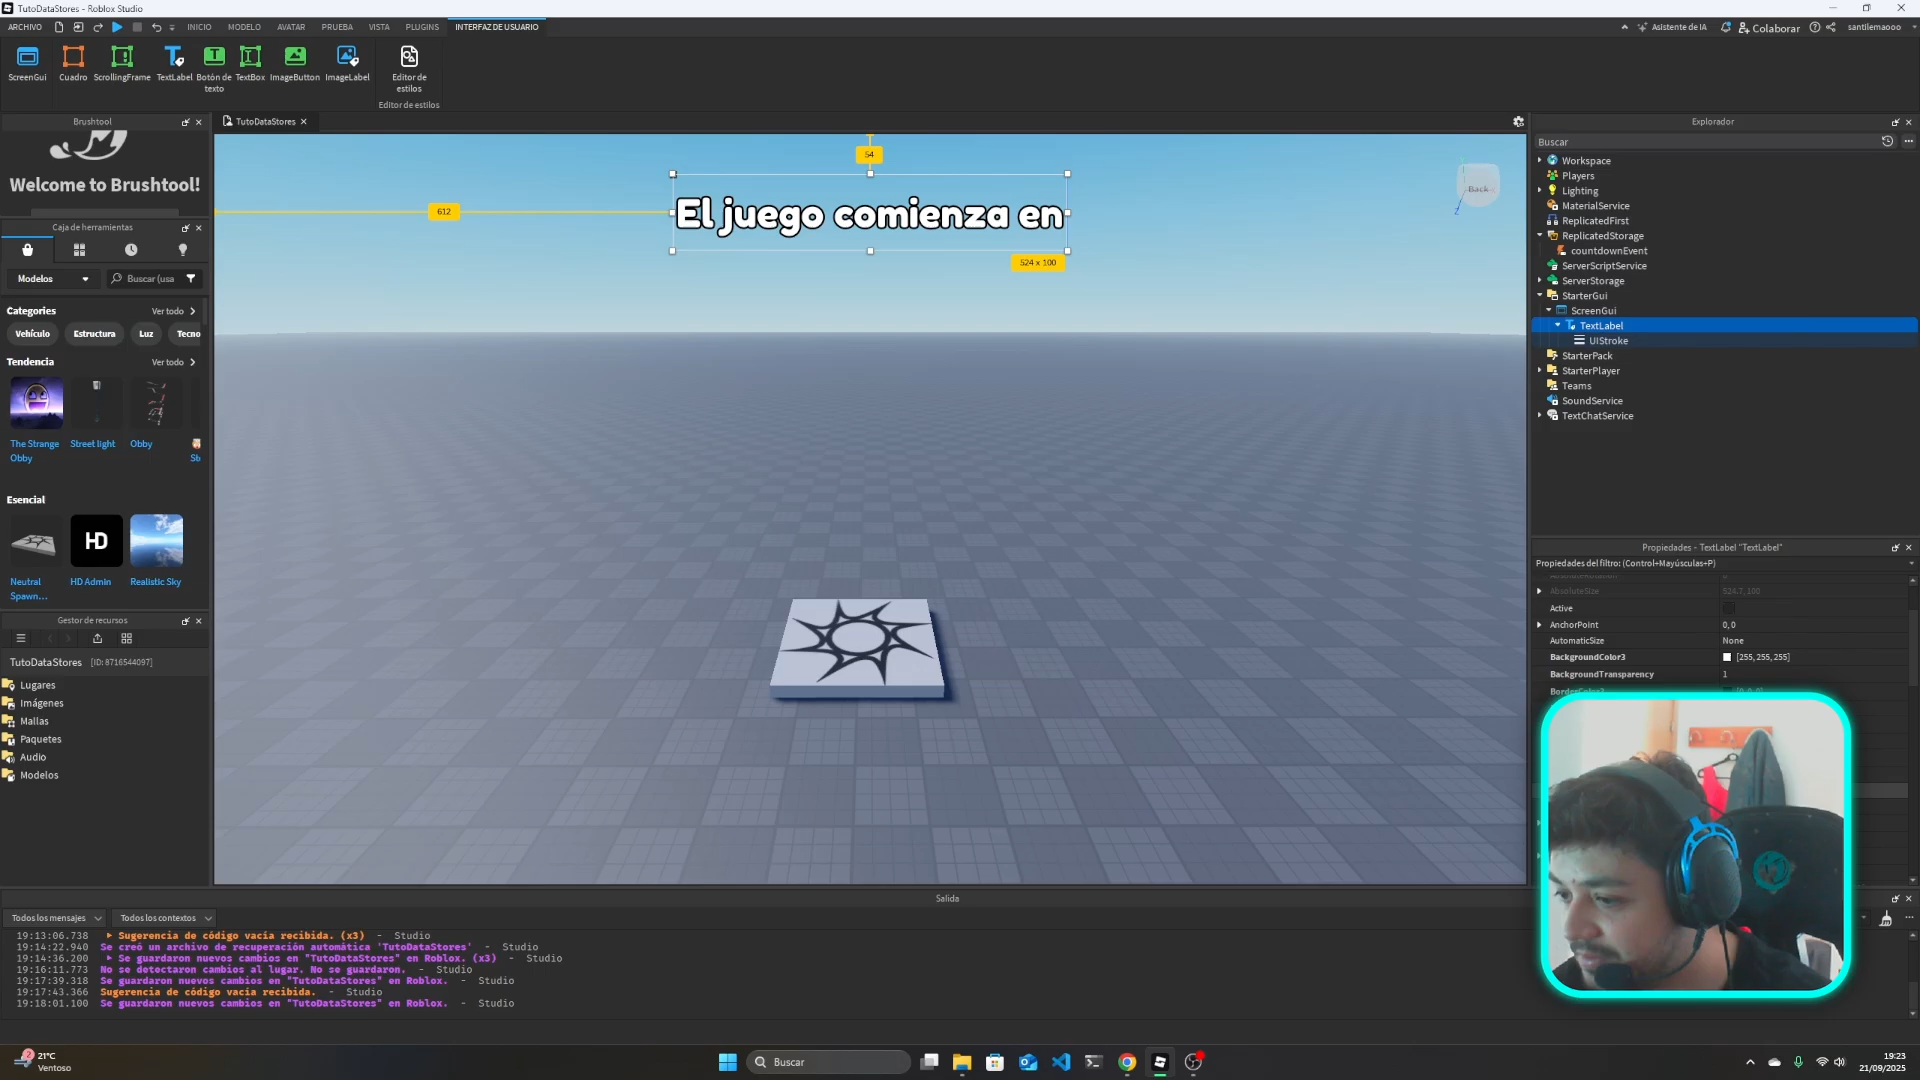 TutoDataStores - Roblox Studio
ARCHIVO INICIO MODELO AVATAR PRUEBA VISTA PLUGINS INTERFAZ DE USUARIO Asistente de IA Colaborar santilemaooo
ScreenGui Cuadro ScrollingFrame TextLabel Botón de texto TextBox ImageButton ImageLabel Editor de estilos
Editor de estilos
Brushtool
Welcome to Brushtool!
Caja de herramientas
Modelos Buscar (usa
Categories Ver todo
Vehículo Estructura Luz Tecno
Tendencia Ver todo
The Strange Obby Street light Obby Sb
Esencial
HD
Neutral Spawn... HD Admin Realistic Sky
Gestor de recursos
TutoDataStores [ID: 8716544097]
Lugares
Imágenes
Mallas
Paquetes
Audio
Modelos
TutoDataStores
54
612
El juego comienza en
524 x 100
Back
Z
Explorador
Buscar
Workspace
Players
Lighting
MaterialService
ReplicatedFirst
ReplicatedStorage
countdownEvent
ServerScriptService
ServerStorage
StarterGui
ScreenGui
TextLabel
UIStroke
StarterPack
StarterPlayer
Teams
SoundService
TextChatService
Propiedades - TextLabel "TextLabel"
Propiedades del filtro: (Control+Mayúsculas+P)
AbsoluteSize 524.7, 100
Active
AnchorPoint 0, 0
AutomaticSize None
BackgroundColor3 [255, 255, 255]
BackgroundTransparency 1
Salida
Todos los mensajes Todos los contextos
19:13:06.738 Sugerencia de código vacía recibida. (x3) - Studio
19:14:22.940 Se creó un archivo de recuperación automática 'TutoDataStores' - Studio
19:14:36.200 Se guardaron nuevos cambios en "TutoDataStores" en Roblox. (x3) - Studio
19:16:11.773 No se detectaron cambios al lugar. No se guardaron. - Studio
19:17:39.318 Se guardaron nuevos cambios en "TutoDataStores" en Roblox. - Studio
19:17:43.366 Sugerencia de código vacía recibida. - Studio
19:18:01.100 Se guardaron nuevos cambios en "TutoDataStores" en Roblox. - Studio
2
21°C
Ventoso
Buscar
19:23
21/09/2025